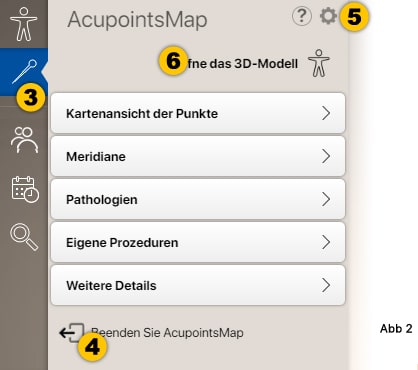 AcupointsMap
?
5
6
fne das 3D-Modell
3
Kartenansicht der Punkte
Meridiane
Pathologien
Eigene Prozeduren
Weitere Details
Beenden Sie AcupointsMap
4
Abb 2